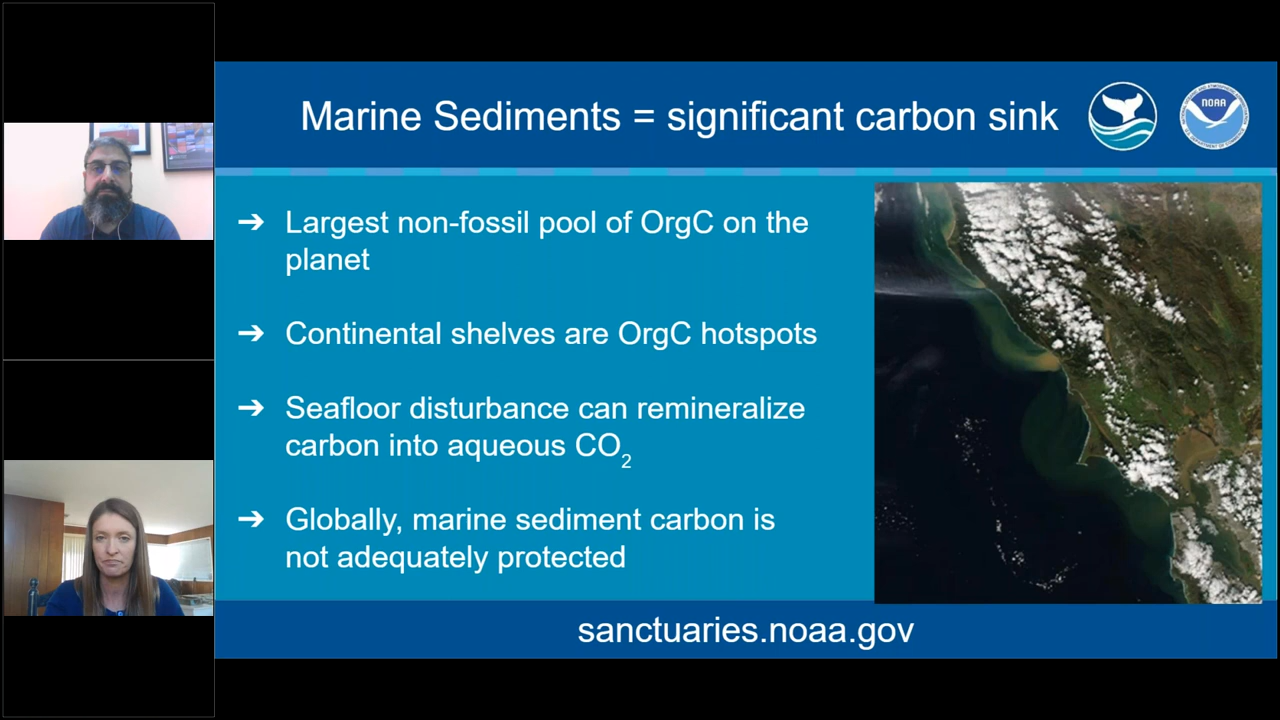 Marine Sediments = significant carbon sink
NOAA
➔ Largest non-fossil pool of OrgC on the
planet
➔ Continental shelves are OrgC hotspots
➔ Seafloor disturbance can remineralize
carbon into aqueous CO₂
➔ Globally, marine sediment carbon is
not adequately protected
sanctuaries.noaa.gov